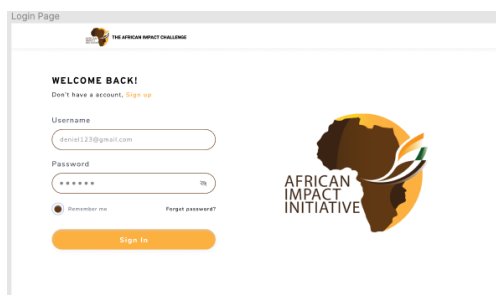 Login Page
THE AFRICAN IMPACT CHALLENGE
WELCOME BACK!
Don't have a account, Sign up
Username
deniel123@gmail.com
Password
Remember me
Forgot password?
Sign In
AFRICAN
IMPACT
INITIATIVE